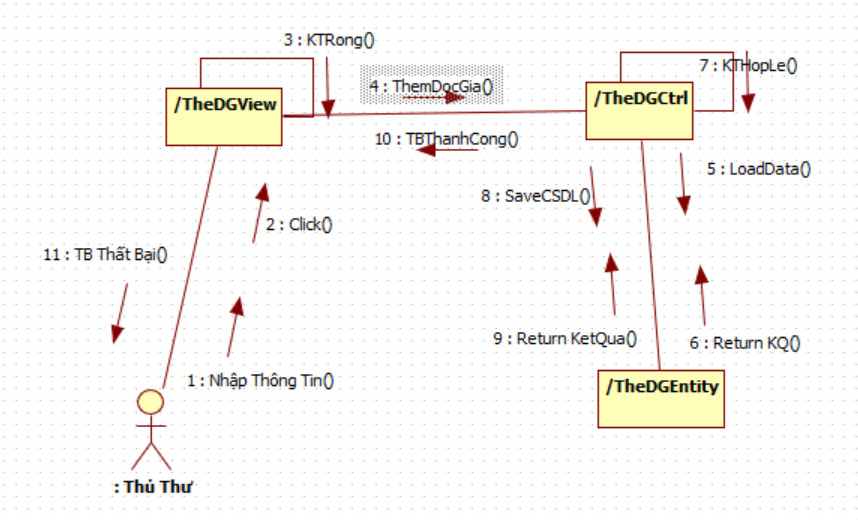 3 : KTRong()
7 : KTHopLe()
4 : ThemDocGia()
/TheDGView
/TheDGCtrl
10 : TBThanhCong()
5 : LoadData()
8 : SaveCSDL()
2 : Click()
11 : TB Thất Bại()
9 : Return KetQua()
6 : Return KQ()
1 : Nhập Thông Tin()
/TheDGEntity
: Thủ Thư